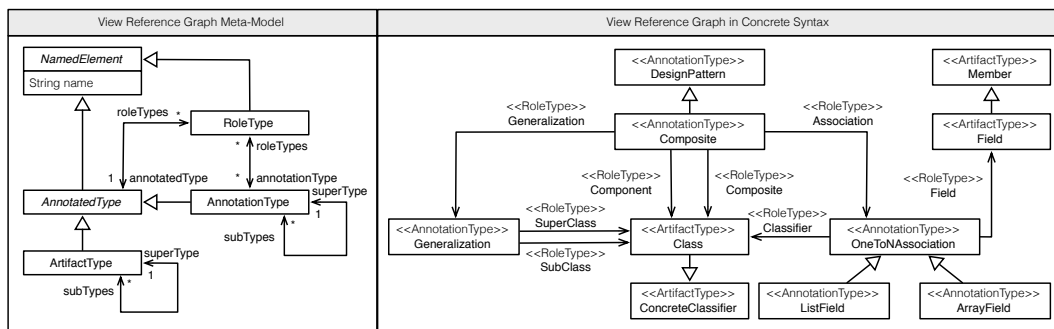 View Reference Graph Meta-Model
NamedElement
String name
roleTypes
*
RoleType
*
roleTypes
1
annotatedType
*
annotationType
AnnotatedType
AnnotationType
superType
1
*
subTypes
ArtifactType
superType
1
*
subTypes
View Reference Graph in Concrete Syntax
<<AnnotationType>>
DesignPattern
<<ArtifactType>>
Member
<<RoleType>>
Generalization
<<RoleType>>
Association
<<AnnotationType>>
Composite
<<ArtifactType>>
Field
<<RoleType>>
Component
<<RoleType>>
Composite
<<RoleType>>
Field
<<AnnotationType>>
Generalization
<<RoleType>>
SuperClass
<<RoleType>>
SubClass
<<ArtifactType>>
Class
<<RoleType>>
Classifier
<<AnnotationType>>
OneToNAssociation
<<ArtifactType>>
ConcreteClassifier
<<AnnotationType>>
ListField
<<AnnotationType>>
ArrayField